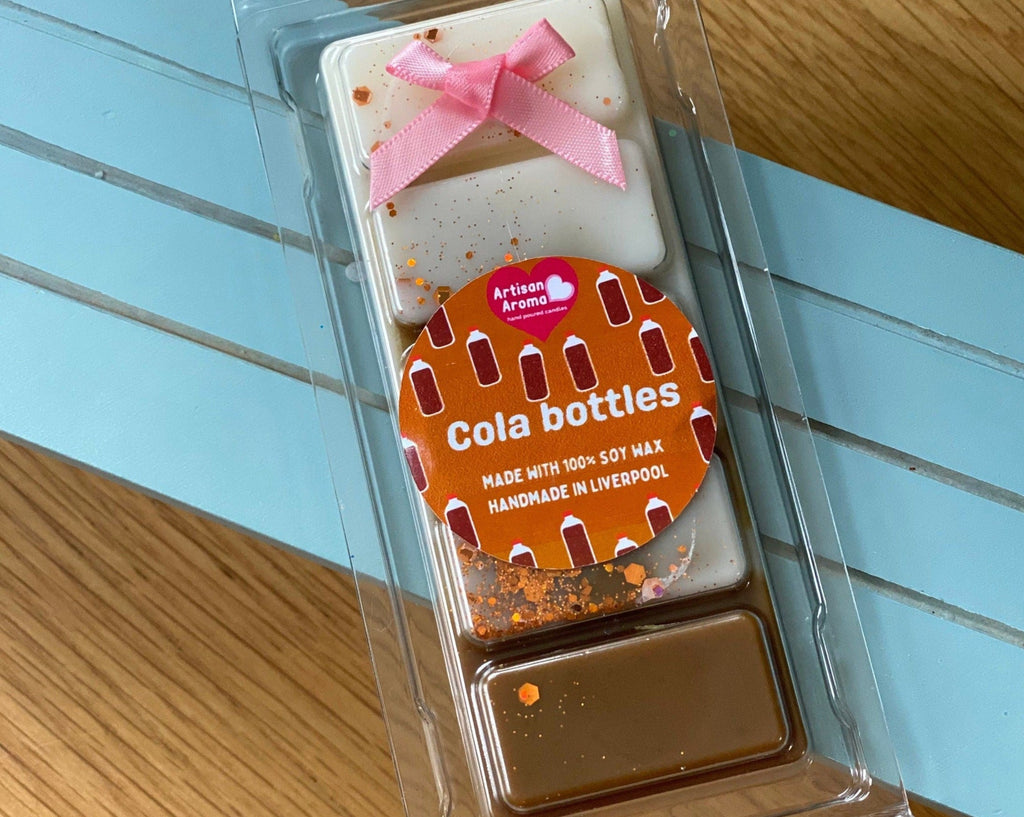 Artisan
Aroma
hand poured candles
Cola bottles
MADE WITH 100% SOY WAX
HANDMADE IN LIVERPOOL